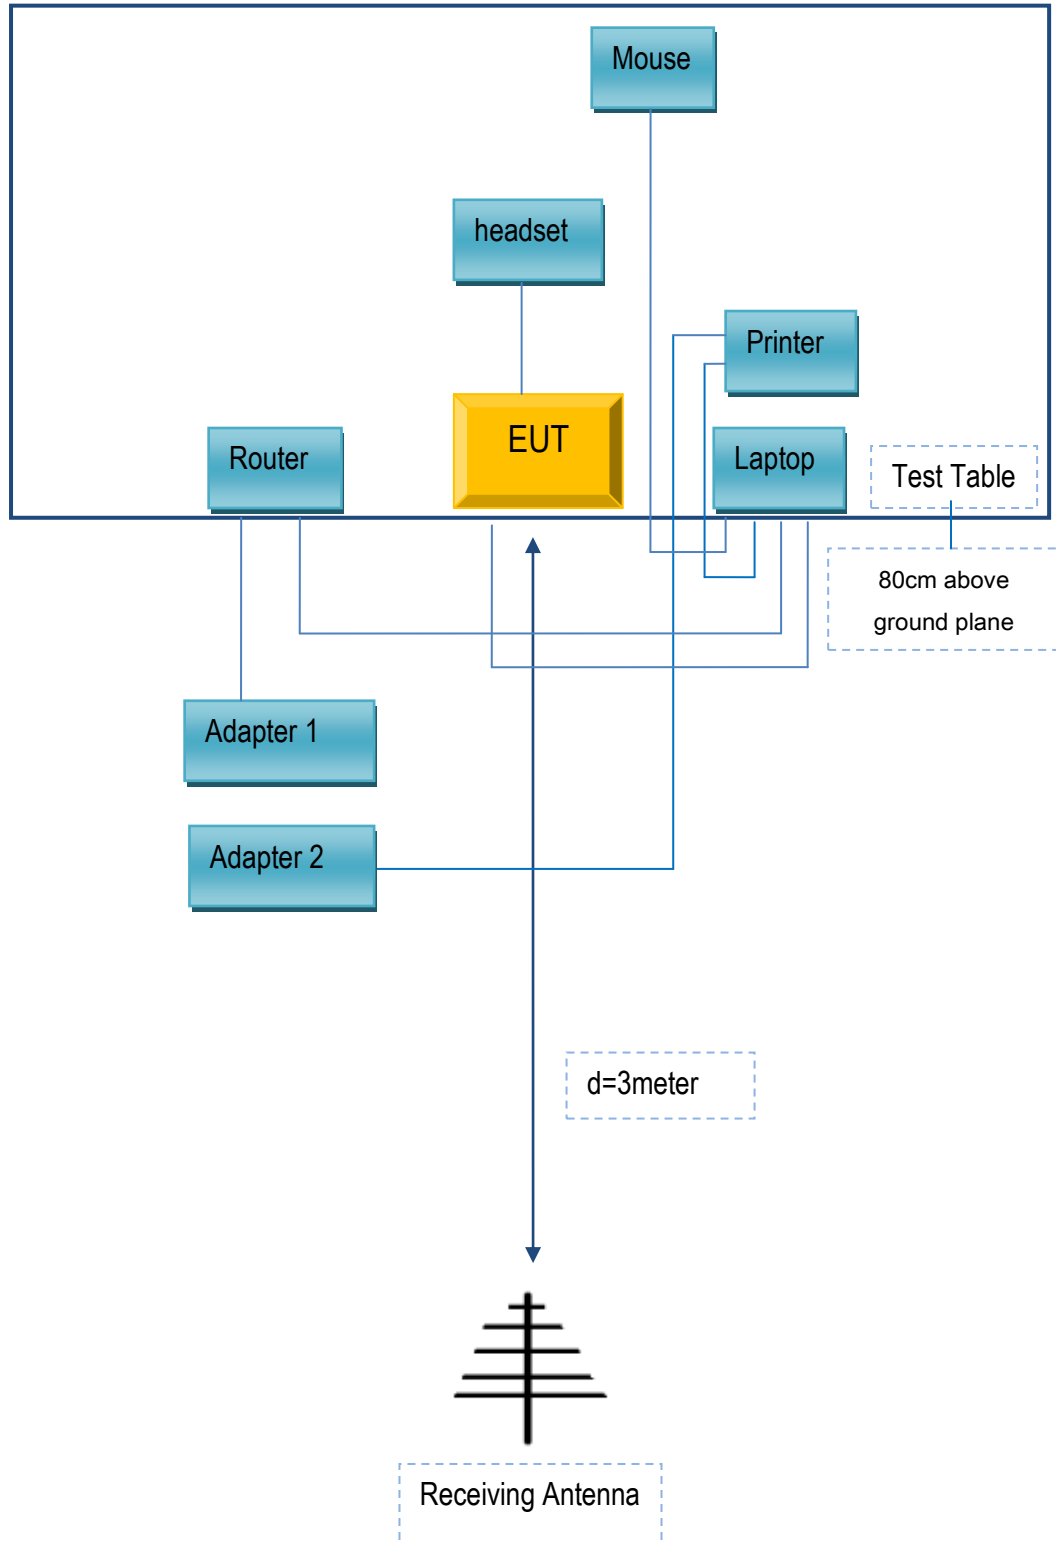 Mouse
headset
Printer
EUT
Router
Laptop
Test Table
80cm above
ground plane
Adapter 1
Adapter 2
d=3meter
Receiving Antenna